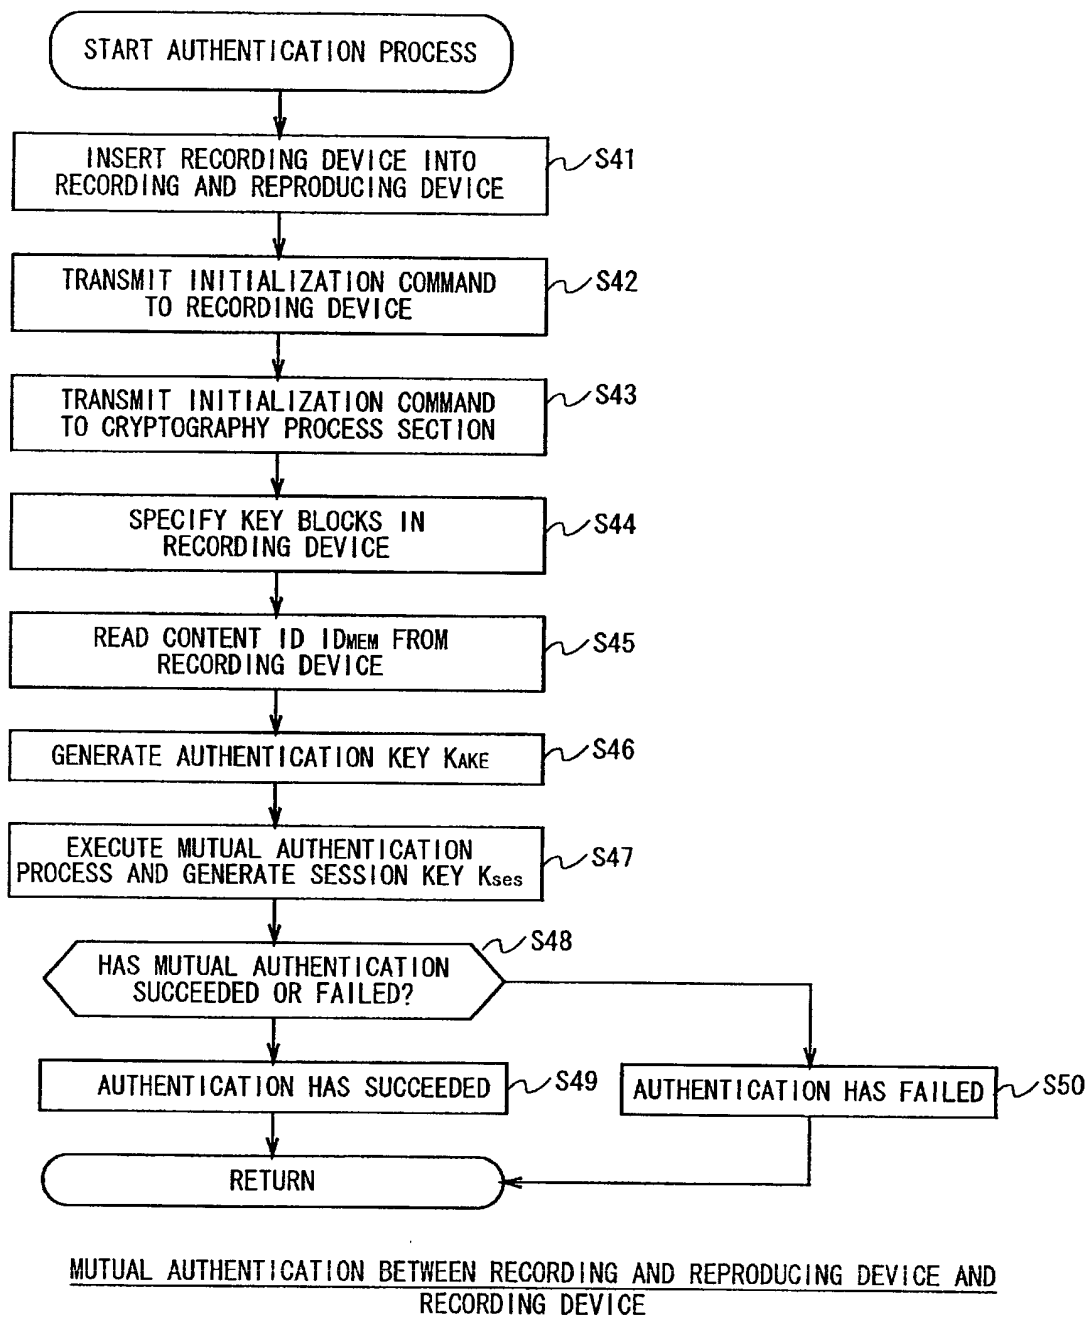 START AUTHENTICATION PROCESS
INSERT RECORDING DEVICE INTO
RECORDING AND REPRODUCING DEVICE
S41
TRANSMIT INITIALIZATION COMMAND
TO RECORDING DEVICE
S42
TRANSMIT INITIALIZATION COMMAND
TO CRYPTOGRAPHY PROCESS SECTION
S43
SPECIFY KEY BLOCKS IN
RECORDING DEVICE
S44
READ CONTENT ID IDMEM FROM
RECORDING DEVICE
S45
GENERATE AUTHENTICATION KEY KAKE
S46
EXECUTE MUTUAL AUTHENTICATION
PROCESS AND GENERATE SESSION KEY Kses
S47
HAS MUTUAL AUTHENTICATION
SUCCEEDED OR FAILED?
S48
AUTHENTICATION HAS SUCCEEDED
S49
AUTHENTICATION HAS FAILED
S50
RETURN
MUTUAL AUTHENTICATION BETWEEN RECORDING AND REPRODUCING DEVICE AND
RECORDING DEVICE